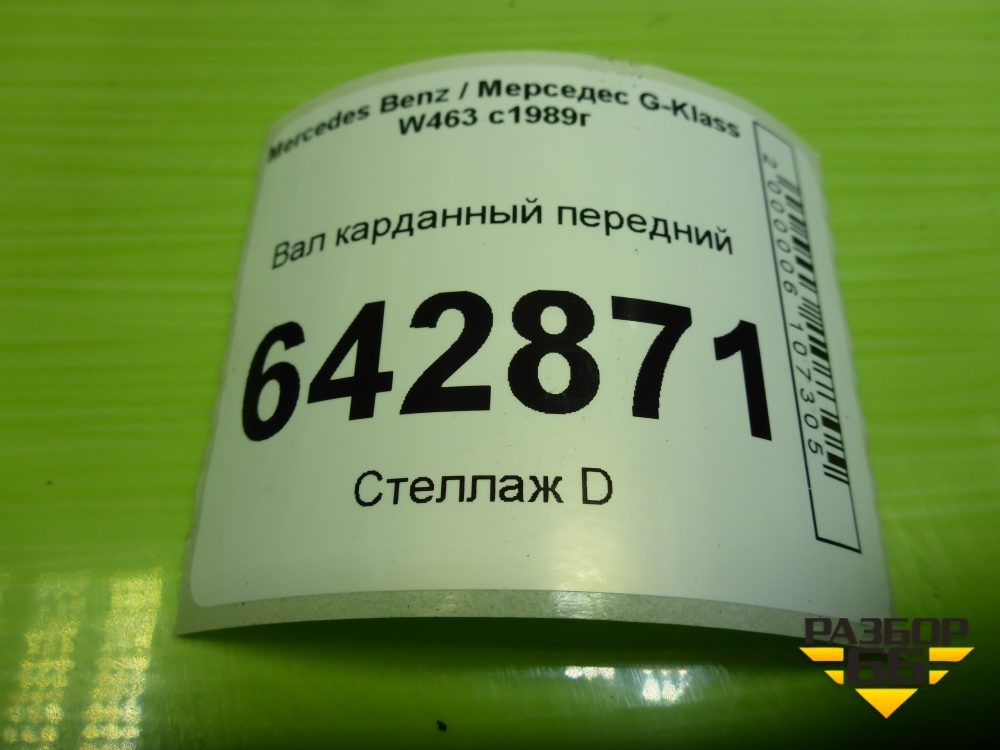 Mercedes Benz / Мерседес G-Klass
W463 с1989г
Вал карданный передний
642871
Стеллаж D
2000006107305
РАЗБОР
66